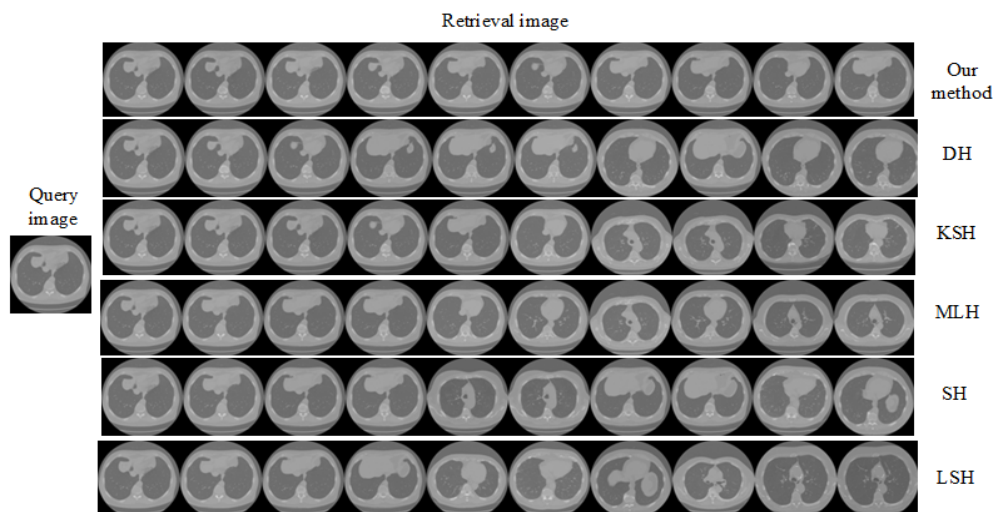 Retrieval image
Our
method
DH
Query
image
KSH
MLH
SH
LSH